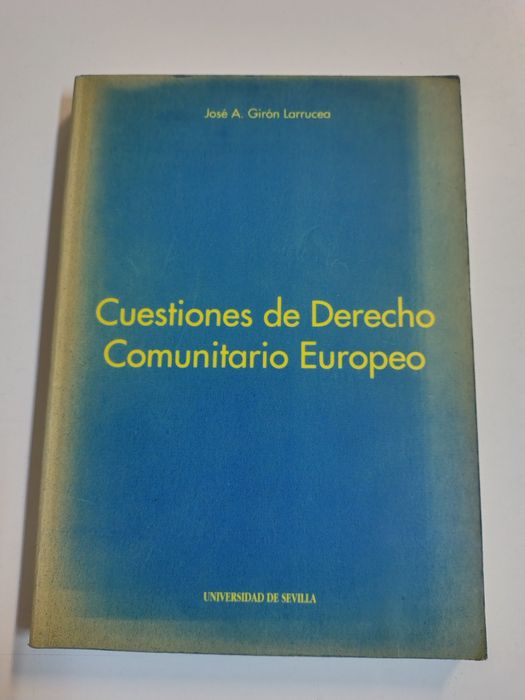 José A. Girón Larrucea
Cuestiones de Derecho
Comunitario Europeo
UNIVERSIDAD DE SEVILLA